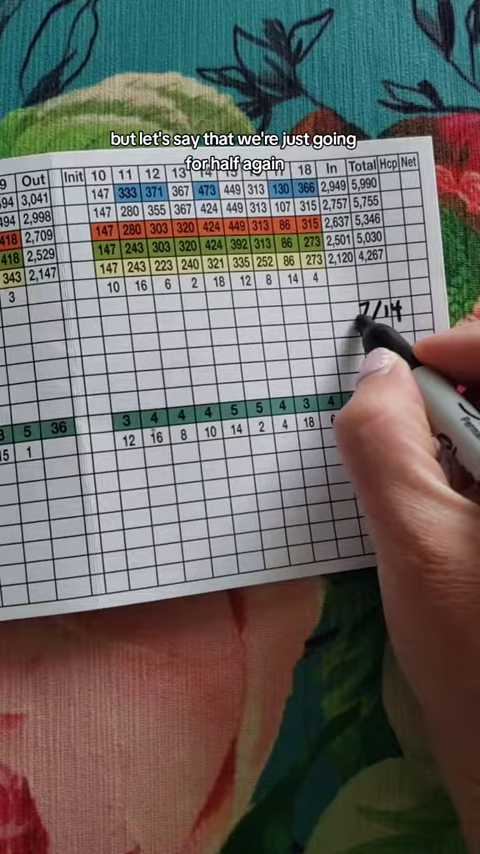 but let's say that we're just going
for half again
9 Out Init 10 11 12 13 14 15 16 17 18 In Total Hcp Net
494 3,041 147 333 371 367 473 449 313 130 366 2,949 5,990
494 2,998 147 280 355 367 424 449 313 107 315 2,757 5,755
418 2,709 147 280 303 320 424 449 313 86 315 2,637 5,346
418 2,529 147 243 303 320 424 392 313 86 273 2,501 5,030
343 2,147 147 243 223 240 321 335 252 86 273 2,120 4,267
3 10 16 6 2 18 12 8 14 4
7/14
3 5 36 3 4 4 4 5 5 4 3 4
15 1 12 16 8 10 14 2 4 18